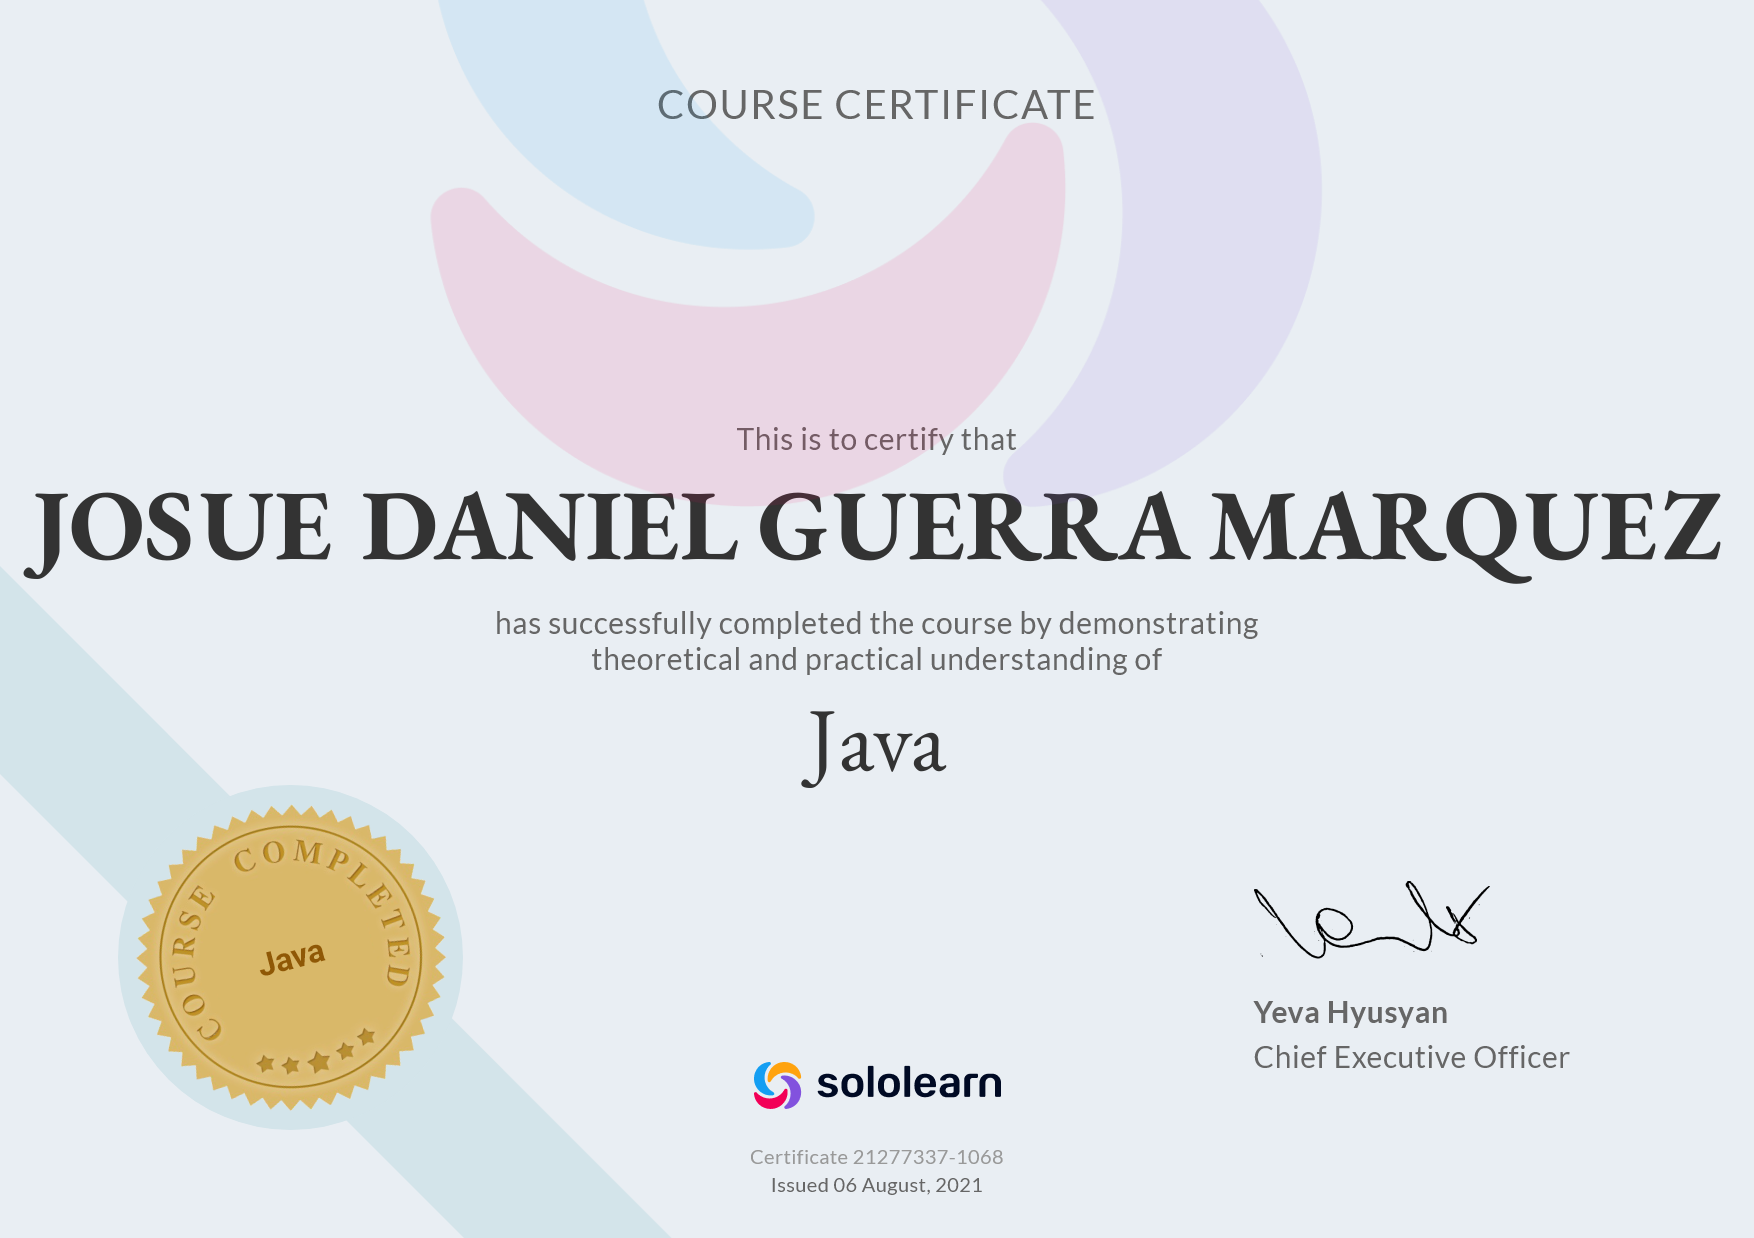 COURSE CERTIFICATE
This is to certify that
JOSUE DANIEL GUERRA MARQUEZ
has successfully completed the course by demonstrating
theoretical and practical understanding of
Java
COURSE COMPLETED
Java
Yeva Hyusyan
Chief Executive Officer
sololearn
Certificate 21277337-1068
Issued 06 August, 2021